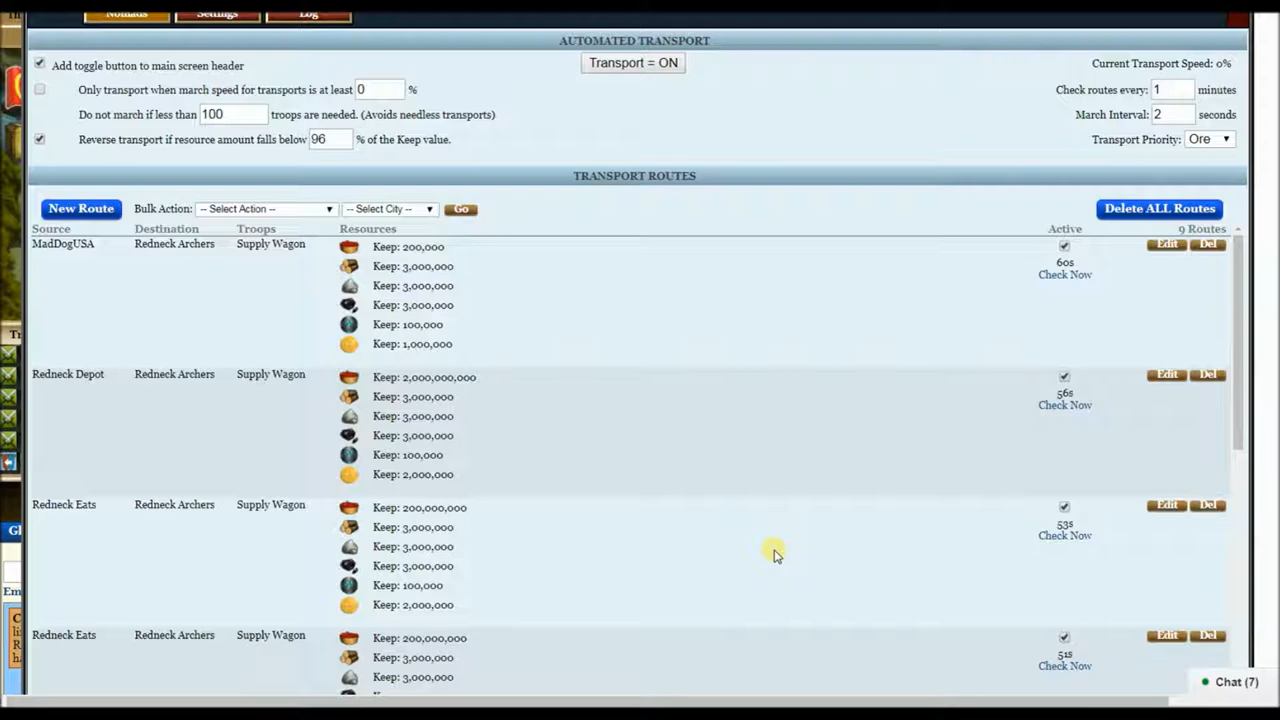 Nomads Settings Log
AUTOMATED TRANSPORT
Add toggle button to main screen header Transport = ON Current Transport Speed: 0%
Only transport when march speed for transports is at least 0 % Check routes every: 1 minutes
Do not march if less than 100 troops are needed. (Avoids needless transports) March Interval: 2 seconds
Reverse transport if resource amount falls below 96 % of the Keep value. Transport Priority: Ore
TRANSPORT ROUTES
New Route Bulk Action: -- Select Action -- -- Select City -- Go Delete ALL Routes
Source Destination Troops Resources Active 9 Routes
MadDogUSA Redneck Archers Supply Wagon Keep: 200,000 Edit Del
Keep: 3,000,000 60s
Keep: 3,000,000 Check Now
Keep: 3,000,000
Keep: 100,000
Keep: 1,000,000
Redneck Depot Redneck Archers Supply Wagon Keep: 2,000,000,000 Edit Del
Keep: 3,000,000 56s
Keep: 3,000,000 Check Now
Keep: 3,000,000
Keep: 100,000
Keep: 2,000,000
Redneck Eats Redneck Archers Supply Wagon Keep: 200,000,000 Edit Del
Keep: 3,000,000 53s
Keep: 3,000,000 Check Now
Keep: 3,000,000
Keep: 100,000
Keep: 2,000,000
Redneck Eats Redneck Archers Supply Wagon Keep: 200,000,000 Edit Del
Keep: 3,000,000 51s
Keep: 3,000,000 Check Now
Chat (7)